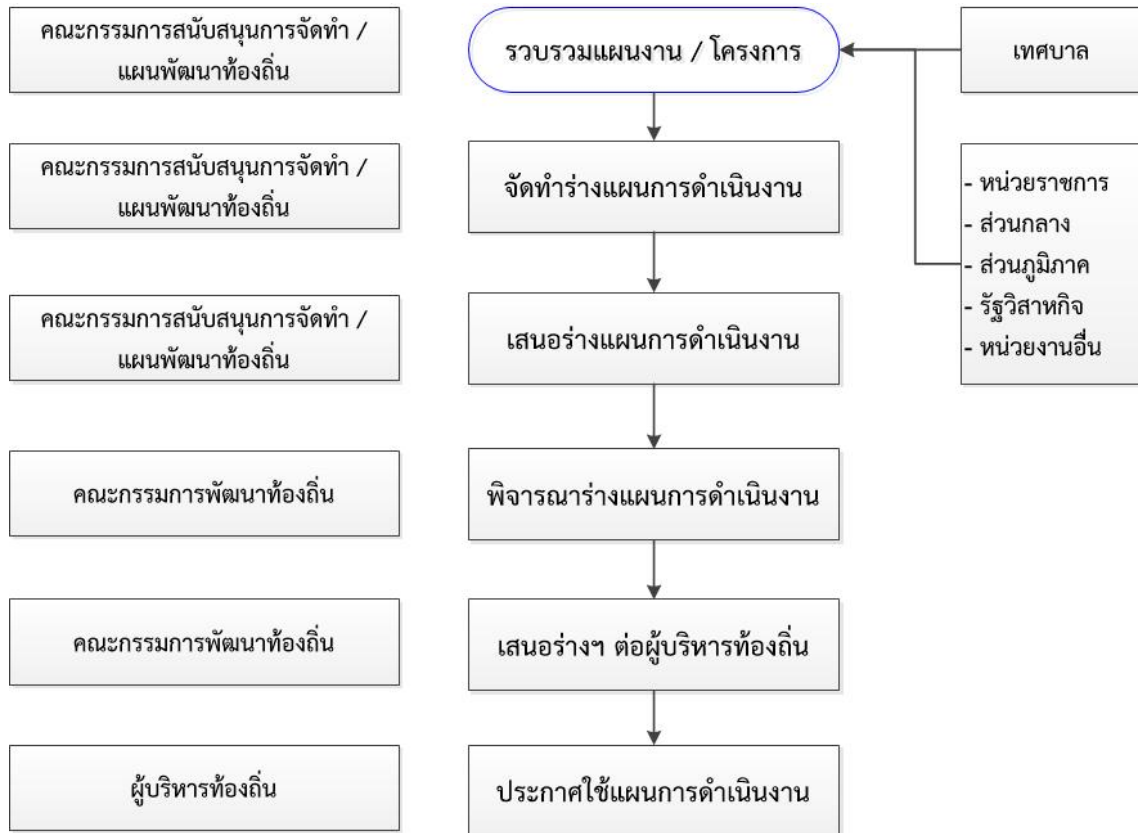 คณะกรรมการสนับสนุนการจัดทำ /
แผนพัฒนาท้องถิ่น
รวบรวมแผนงาน / โครงการ
เทศบาล
คณะกรรมการสนับสนุนการจัดทำ /
แผนพัฒนาท้องถิ่น
จัดทำร่างแผนการดำเนินงาน
- หน่วยราชการ
- ส่วนกลาง
- ส่วนภูมิภาค
- รัฐวิสาหกิจ
- หน่วยงานอื่น
คณะกรรมการสนับสนุนการจัดทำ /
แผนพัฒนาท้องถิ่น
เสนอร่างแผนการดำเนินงาน
คณะกรรมการพัฒนาท้องถิ่น
พิจารณาร่างแผนการดำเนินงาน
คณะกรรมการพัฒนาท้องถิ่น
เสนอร่างฯ ต่อผู้บริหารท้องถิ่น
ผู้บริหารท้องถิ่น
ประกาศใช้แผนการดำเนินงาน